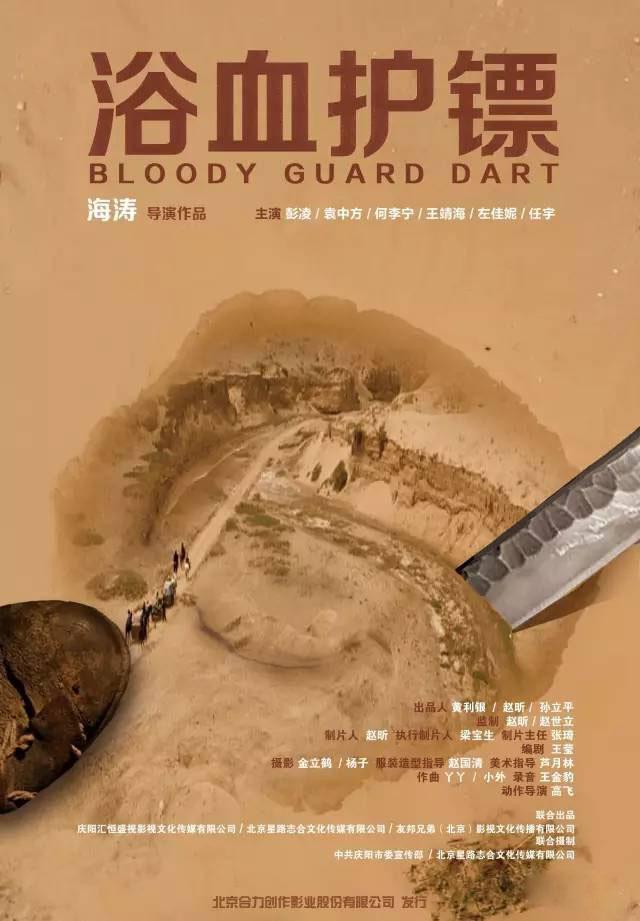 浴血护镖
BLOODY GUARD DART
海涛 导演作品 主演 彭凌 / 袁中方 / 何李宁 / 王靖海 / 左佳妮 / 任宇
出品人 黄利银 / 赵昕 / 孙立平
监制 赵昕 / 赵世立
制片人 赵昕 执行制片人 梁宝生 制片主任 张琦
编剧 王莹
摄影 金立鹤 / 杨子 服装造型指导 赵国清 美术指导 芦月林
作曲 丫丫 / 小外 录音 王金豹
动作导演 高飞
联合出品
庆阳汇恒盛视影视文化传媒有限公司 / 北京星路志合文化传媒有限公司 / 友邦兄弟（北京）影视文化传播有限公司
联合摄制
中共庆阳市委宣传部 / 北京星路志合文化传媒有限公司
北京合力创作影业股份有限公司 发行